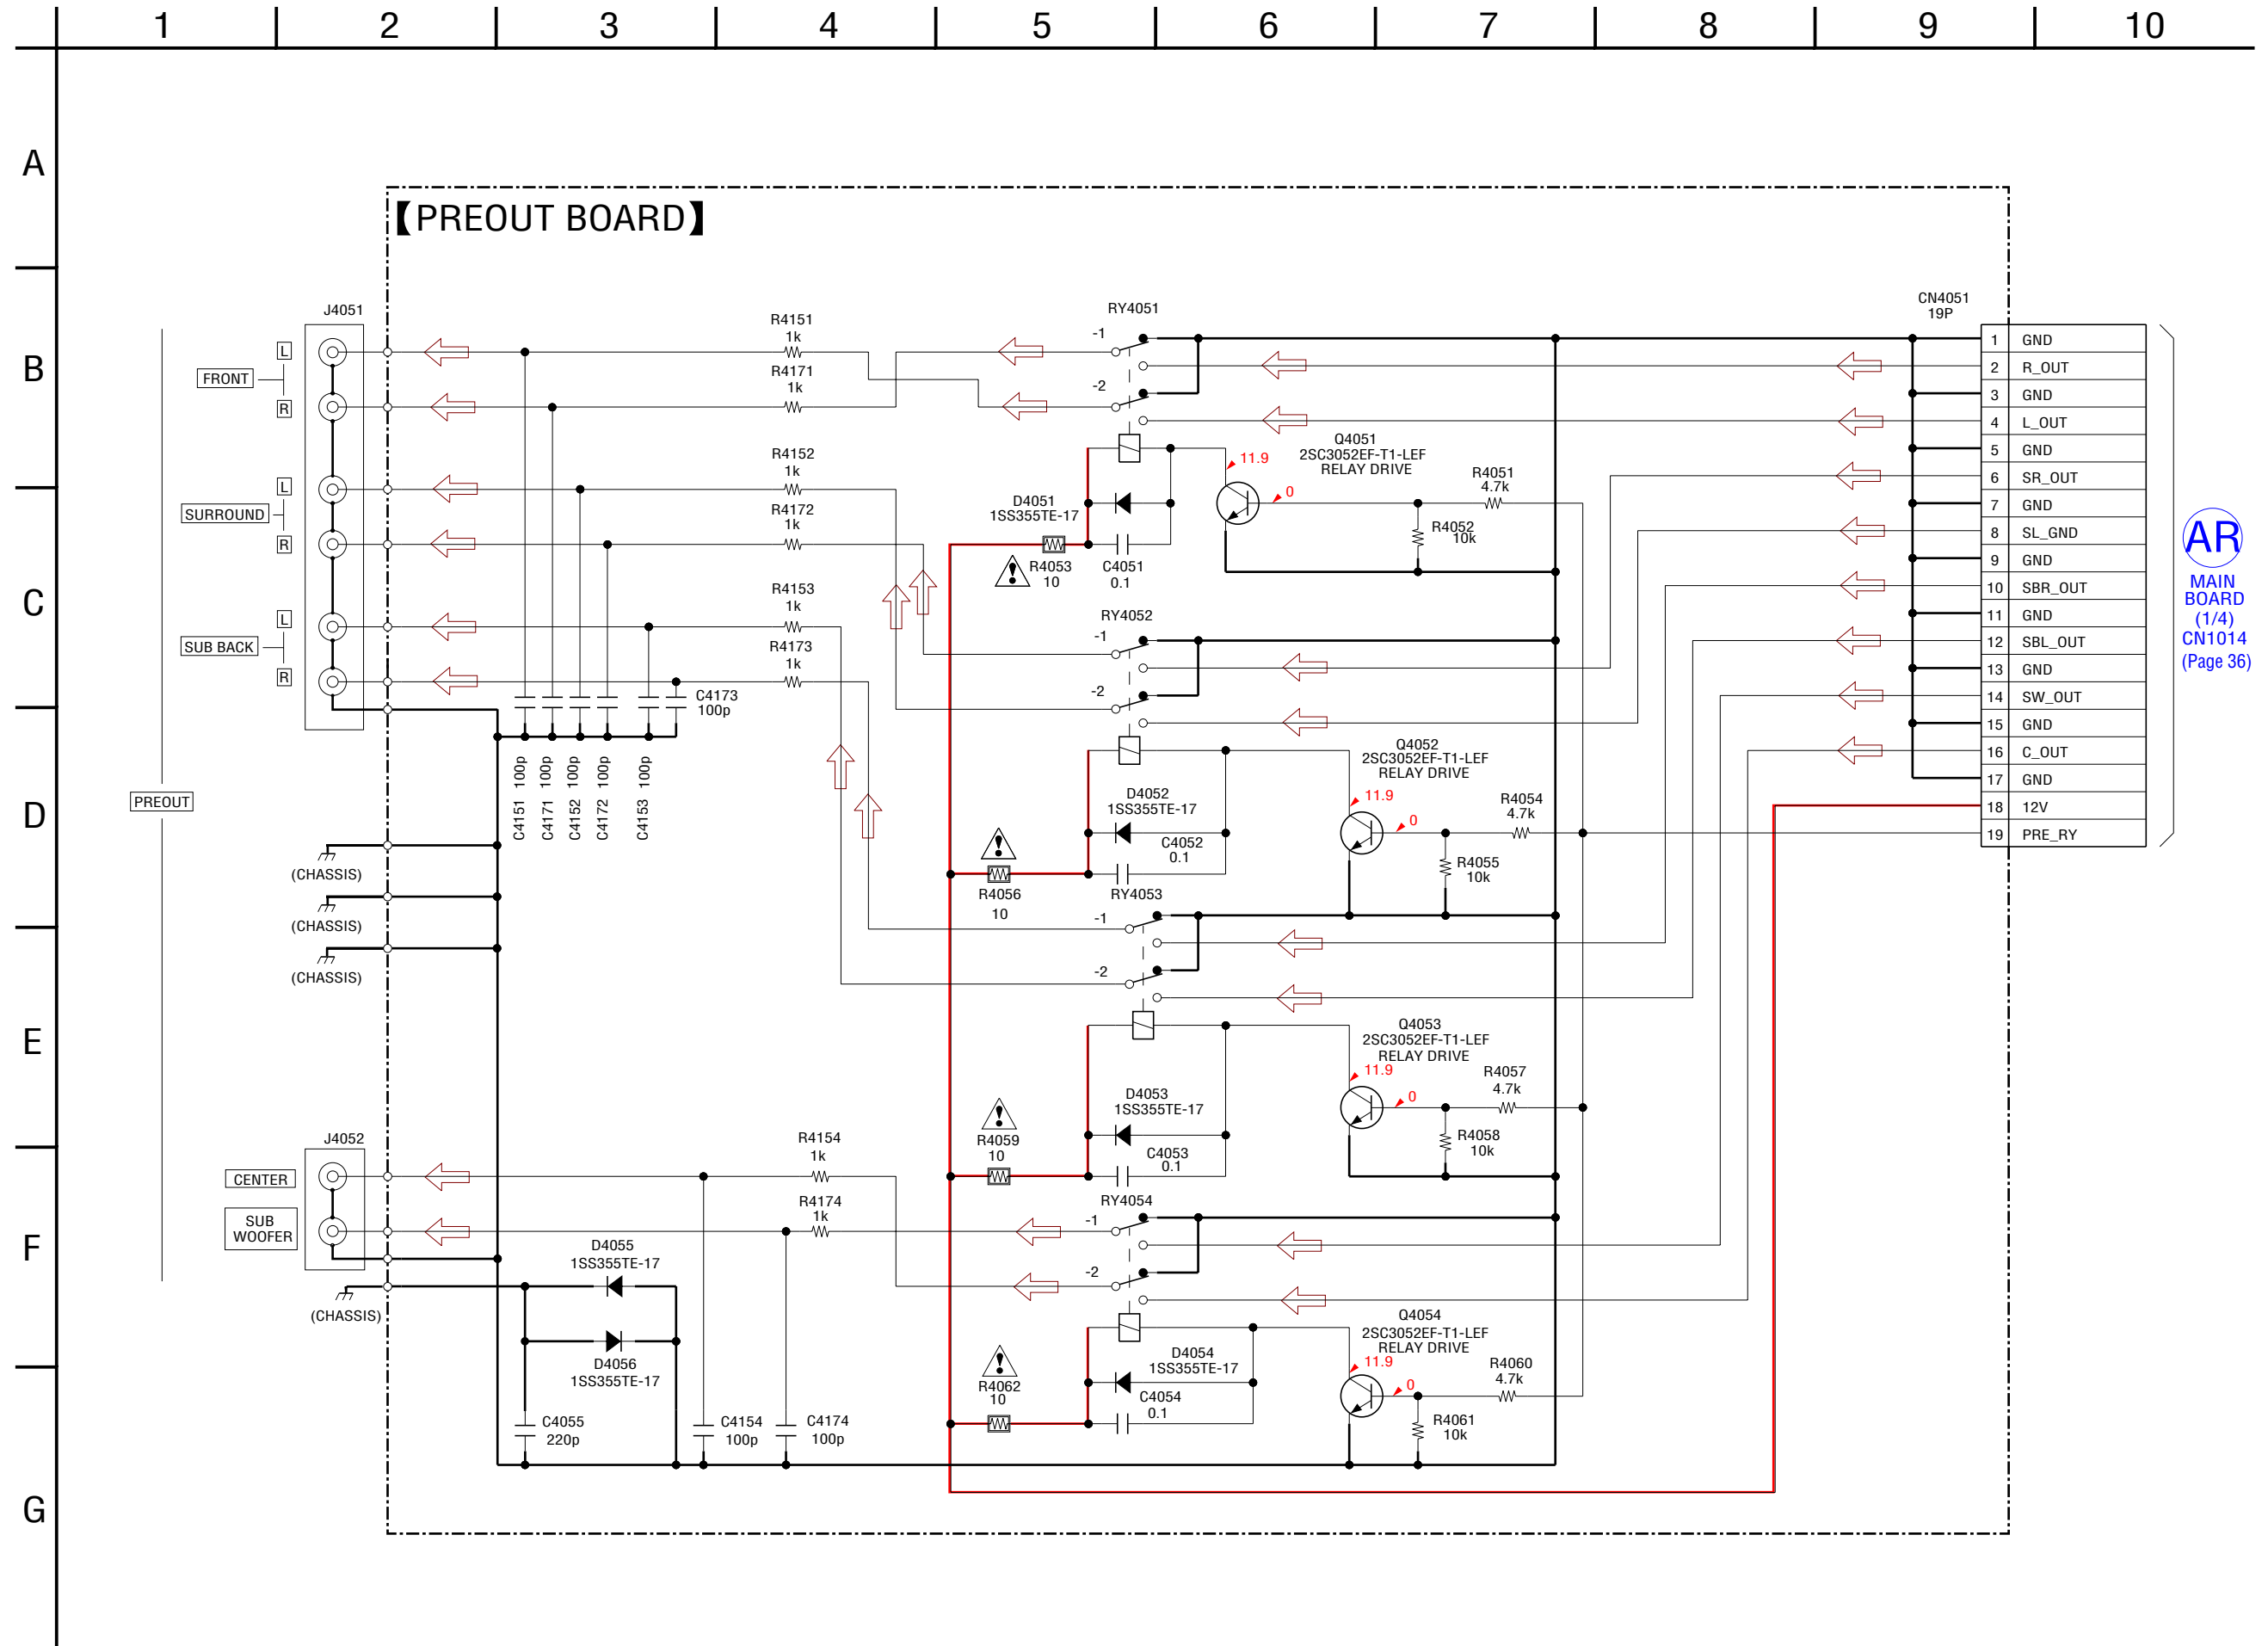 1 2 3 4 5 6 7 8 9 10
A
B
C
D
E
F
G
【PREOUT BOARD】
PREOUT
J4051
FRONT
L
R
SURROUND
L
R
SUB BACK
L
R
R4151
1k
R4171
1k
R4152
1k
R4172
1k
R4153
1k
R4173
1k
C4173
100p
C4151 100p
C4171 100p
C4152 100p
C4172 100p
C4153 100p
(CHASSIS)
(CHASSIS)
(CHASSIS)
J4052
CENTER
SUB
WOOFER
(CHASSIS)
R4154
1k
R4174
1k
D4055
1SS355TE-17
D4056
1SS355TE-17
C4055
220p
C4154
100p
C4174
100p
RY4051
-1
-2
Q4051
2SC3052EF-T1-LEF
RELAY DRIVE
11.9
0
R4051
4.7k
R4052
10k
D4051
1SS355TE-17
R4053
10
C4051
0.1
RY4052
-1
-2
Q4052
2SC3052EF-T1-LEF
RELAY DRIVE
11.9
0
R4054
4.7k
R4055
10k
D4052
1SS355TE-17
C4052
0.1
R4056
10
RY4053
-1
-2
Q4053
2SC3052EF-T1-LEF
RELAY DRIVE
11.9
0
R4057
4.7k
R4058
10k
D4053
1SS355TE-17
R4059
10
C4053
0.1
RY4054
-1
-2
Q4054
2SC3052EF-T1-LEF
RELAY DRIVE
11.9
0
R4060
4.7k
R4061
10k
D4054
1SS355TE-17
R4062
10
C4054
0.1
CN4051
19P
1 GND
2 R_OUT
3 GND
4 L_OUT
5 GND
6 SR_OUT
7 GND
8 SL_GND
9 GND
10 SBR_OUT
11 GND
12 SBL_OUT
13 GND
14 SW_OUT
15 GND
16 C_OUT
17 GND
18 12V
19 PRE_RY
AR
MAIN
BOARD
(1/4)
CN1014
(Page 36)